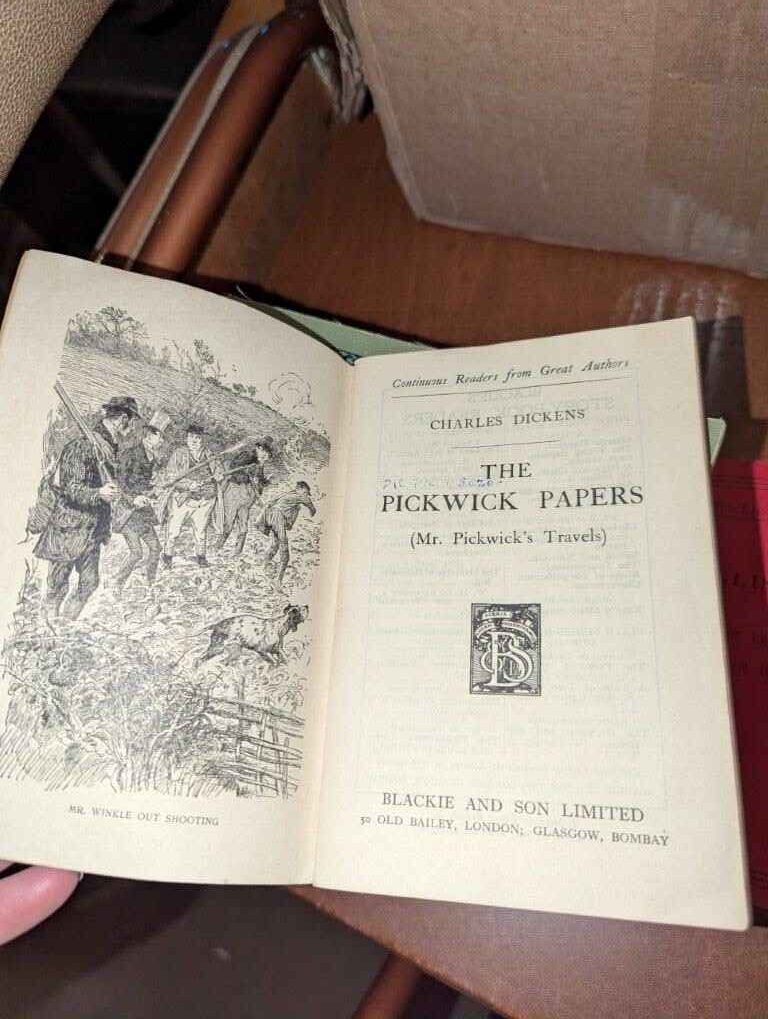 MR. WINKLE OUT SHOOTING
Continuous Readers from Great Authors
CHARLES DICKENS
THE
PICKWICK PAPERS
(Mr. Pickwick's Travels)
BLACKIE AND SON LIMITED
50 OLD BAILEY, LONDON; GLASGOW, BOMBAY